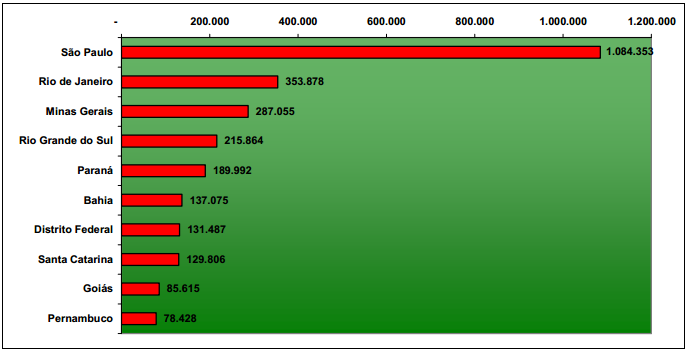 - 200.000 400.000 600.000 800.000 1.000.000 1.200.000
São Paulo 1.084.353
Rio de Janeiro 353.878
Minas Gerais 287.055
Rio Grande do Sul 215.864
Paraná 189.992
Bahia 137.075
Distrito Federal 131.487
Santa Catarina 129.806
Goiás 85.615
Pernambuco 78.428